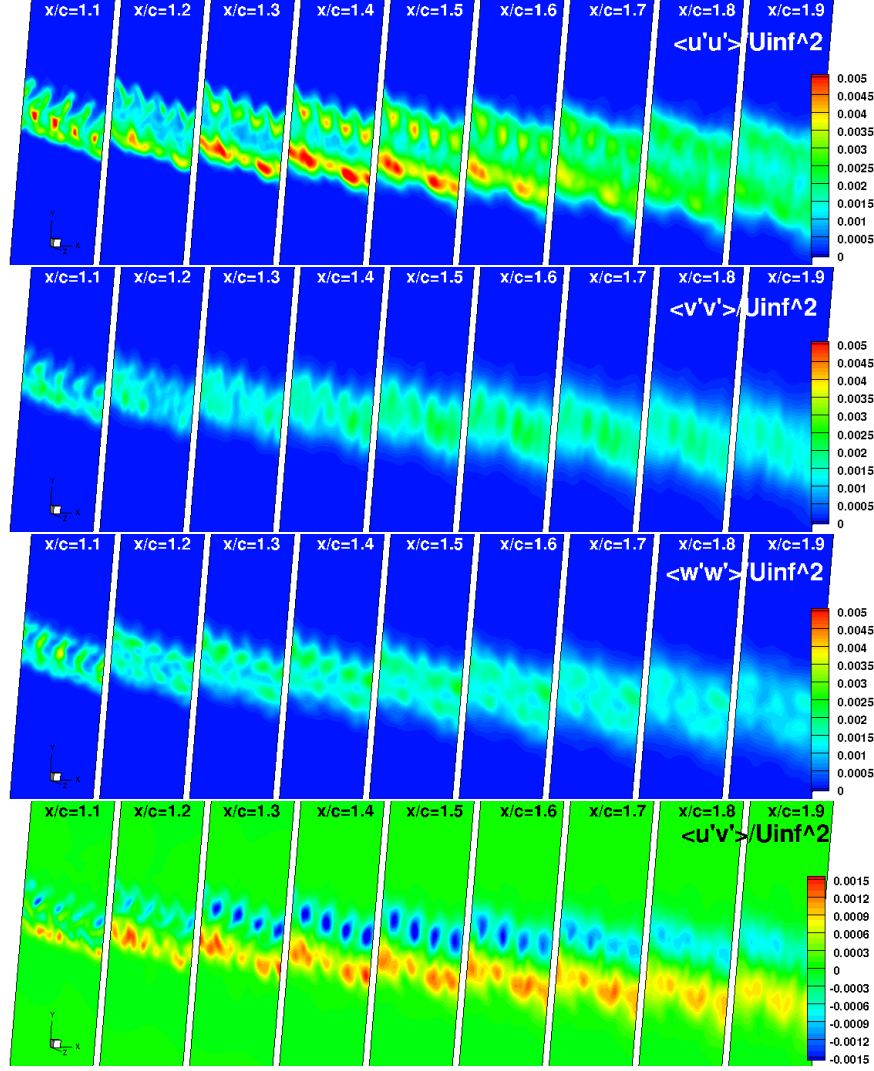 x/c=1.1 x/c=1.2 x/c=1.3 x/c=1.4 x/c=1.5 x/c=1.6 x/c=1.7 x/c=1.8 x/c=1.9
<u'u'>/Uinf^2
0.005
0.0045
0.004
0.0035
0.003
0.0025
0.002
0.0015
0.001
0.0005
0
Y
Z X
x/c=1.1 x/c=1.2 x/c=1.3 x/c=1.4 x/c=1.5 x/c=1.6 x/c=1.7 x/c=1.8 x/c=1.9
<v'v'>/Uinf^2
0.005
0.0045
0.004
0.0035
0.003
0.0025
0.002
0.0015
0.001
0.0005
0
Y
Z X
x/c=1.1 x/c=1.2 x/c=1.3 x/c=1.4 x/c=1.5 x/c=1.6 x/c=1.7 x/c=1.8 x/c=1.9
<w'w'>/Uinf^2
0.005
0.0045
0.004
0.0035
0.003
0.0025
0.002
0.0015
0.001
0.0005
0
Y
Z X
x/c=1.1 x/c=1.2 x/c=1.3 x/c=1.4 x/c=1.5 x/c=1.6 x/c=1.7 x/c=1.8 x/c=1.9
<u'v'>/Uinf^2
0.0015
0.0012
0.0009
0.0006
0.0003
0
-0.0003
-0.0006
-0.0009
-0.0012
-0.0015
Y
Z X